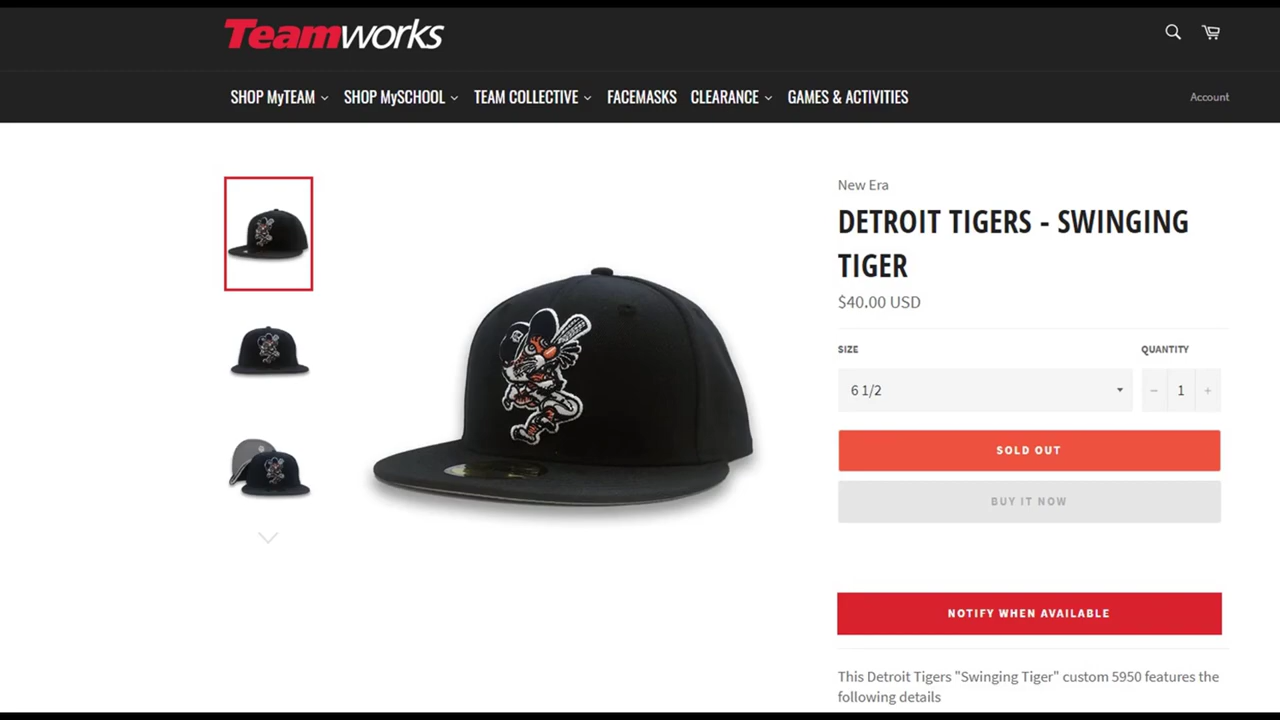 Teamworks
SHOP MyTEAM
SHOP MySCHOOL
TEAM COLLECTIVE
FACEMASKS
CLEARANCE
GAMES & ACTIVITIES
Account
New Era
DETROIT TIGERS - SWINGING
TIGER
$40.00 USD
SIZE
QUANTITY
6 1/2
− 1 +
SOLD OUT
BUY IT NOW
NOTIFY WHEN AVAILABLE
This Detroit Tigers "Swinging Tiger" custom 5950 features the
following details